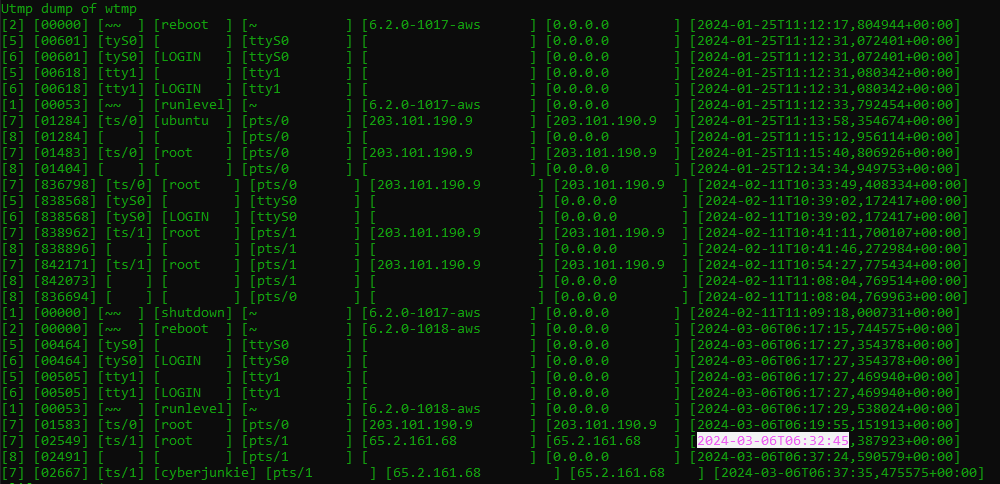 Utmp dump of wtmp
[2] [00000] [~~  ] [reboot  ] [~           ] [6.2.0-1017-aws      ] [0.0.0.0        ] [2024-01-25T11:12:17,804944+00:00]
[5] [00601] [tyS0] [        ] [ttyS0       ] [                    ] [0.0.0.0        ] [2024-01-25T11:12:31,072401+00:00]
[6] [00601] [tyS0] [LOGIN   ] [ttyS0       ] [                    ] [0.0.0.0        ] [2024-01-25T11:12:31,072401+00:00]
[5] [00618] [tty1] [        ] [tty1        ] [                    ] [0.0.0.0        ] [2024-01-25T11:12:31,080342+00:00]
[6] [00618] [tty1] [LOGIN   ] [tty1        ] [                    ] [0.0.0.0        ] [2024-01-25T11:12:31,080342+00:00]
[1] [00053] [~~  ] [runlevel] [~           ] [6.2.0-1017-aws      ] [0.0.0.0        ] [2024-01-25T11:12:33,792454+00:00]
[7] [01284] [ts/0] [ubuntu  ] [pts/0       ] [203.101.190.9       ] [203.101.190.9  ] [2024-01-25T11:13:58,354674+00:00]
[8] [01284] [    ] [        ] [pts/0       ] [                    ] [0.0.0.0        ] [2024-01-25T11:15:12,956114+00:00]
[7] [01483] [ts/0] [root    ] [pts/0       ] [203.101.190.9       ] [203.101.190.9  ] [2024-01-25T11:15:40,806926+00:00]
[8] [01404] [    ] [        ] [pts/0       ] [                    ] [0.0.0.0        ] [2024-01-25T12:34:34,949753+00:00]
[7] [836798] [ts/0] [root    ] [pts/0       ] [203.101.190.9       ] [203.101.190.9  ] [2024-02-11T10:33:49,408334+00:00]
[5] [838568] [tyS0] [        ] [ttyS0       ] [                    ] [0.0.0.0        ] [2024-02-11T10:39:02,172417+00:00]
[6] [838568] [tyS0] [LOGIN   ] [ttyS0       ] [                    ] [0.0.0.0        ] [2024-02-11T10:39:02,172417+00:00]
[7] [838962] [ts/1] [root    ] [pts/1       ] [203.101.190.9       ] [203.101.190.9  ] [2024-02-11T10:41:11,700107+00:00]
[8] [838896] [    ] [        ] [pts/1       ] [                    ] [0.0.0.0        ] [2024-02-11T10:41:46,272984+00:00]
[7] [842171] [ts/1] [root    ] [pts/1       ] [203.101.190.9       ] [203.101.190.9  ] [2024-02-11T10:54:27,775434+00:00]
[8] [842073] [    ] [        ] [pts/1       ] [                    ] [0.0.0.0        ] [2024-02-11T11:08:04,769514+00:00]
[8] [836694] [    ] [        ] [pts/0       ] [                    ] [0.0.0.0        ] [2024-02-11T11:08:04,769963+00:00]
[1] [00000] [~~  ] [shutdown] [~           ] [6.2.0-1017-aws      ] [0.0.0.0        ] [2024-02-11T11:09:18,000731+00:00]
[2] [00000] [~~  ] [reboot  ] [~           ] [6.2.0-1018-aws      ] [0.0.0.0        ] [2024-03-06T06:17:15,744575+00:00]
[5] [00464] [tyS0] [        ] [ttyS0       ] [                    ] [0.0.0.0        ] [2024-03-06T06:17:27,354378+00:00]
[6] [00464] [tyS0] [LOGIN   ] [ttyS0       ] [                    ] [0.0.0.0        ] [2024-03-06T06:17:27,354378+00:00]
[5] [00505] [tty1] [        ] [tty1        ] [                    ] [0.0.0.0        ] [2024-03-06T06:17:27,469940+00:00]
[6] [00505] [tty1] [LOGIN   ] [tty1        ] [                    ] [0.0.0.0        ] [2024-03-06T06:17:27,469940+00:00]
[1] [00053] [~~  ] [runlevel] [~           ] [6.2.0-1018-aws      ] [0.0.0.0        ] [2024-03-06T06:17:29,538024+00:00]
[7] [01583] [ts/0] [root    ] [pts/0       ] [203.101.190.9       ] [203.101.190.9  ] [2024-03-06T06:19:55,151913+00:00]
[7] [02549] [ts/1] [root    ] [pts/1       ] [65.2.161.68         ] [65.2.161.68    ] [2024-03-06T06:32:45,387923+00:00]
[8] [02491] [    ] [        ] [pts/1       ] [                    ] [0.0.0.0        ] [2024-03-06T06:37:24,590579+00:00]
[7] [02667] [ts/1] [cyberjunkie] [pts/1       ] [65.2.161.68         ] [65.2.161.68    ] [2024-03-06T06:37:35,475575+00:00]